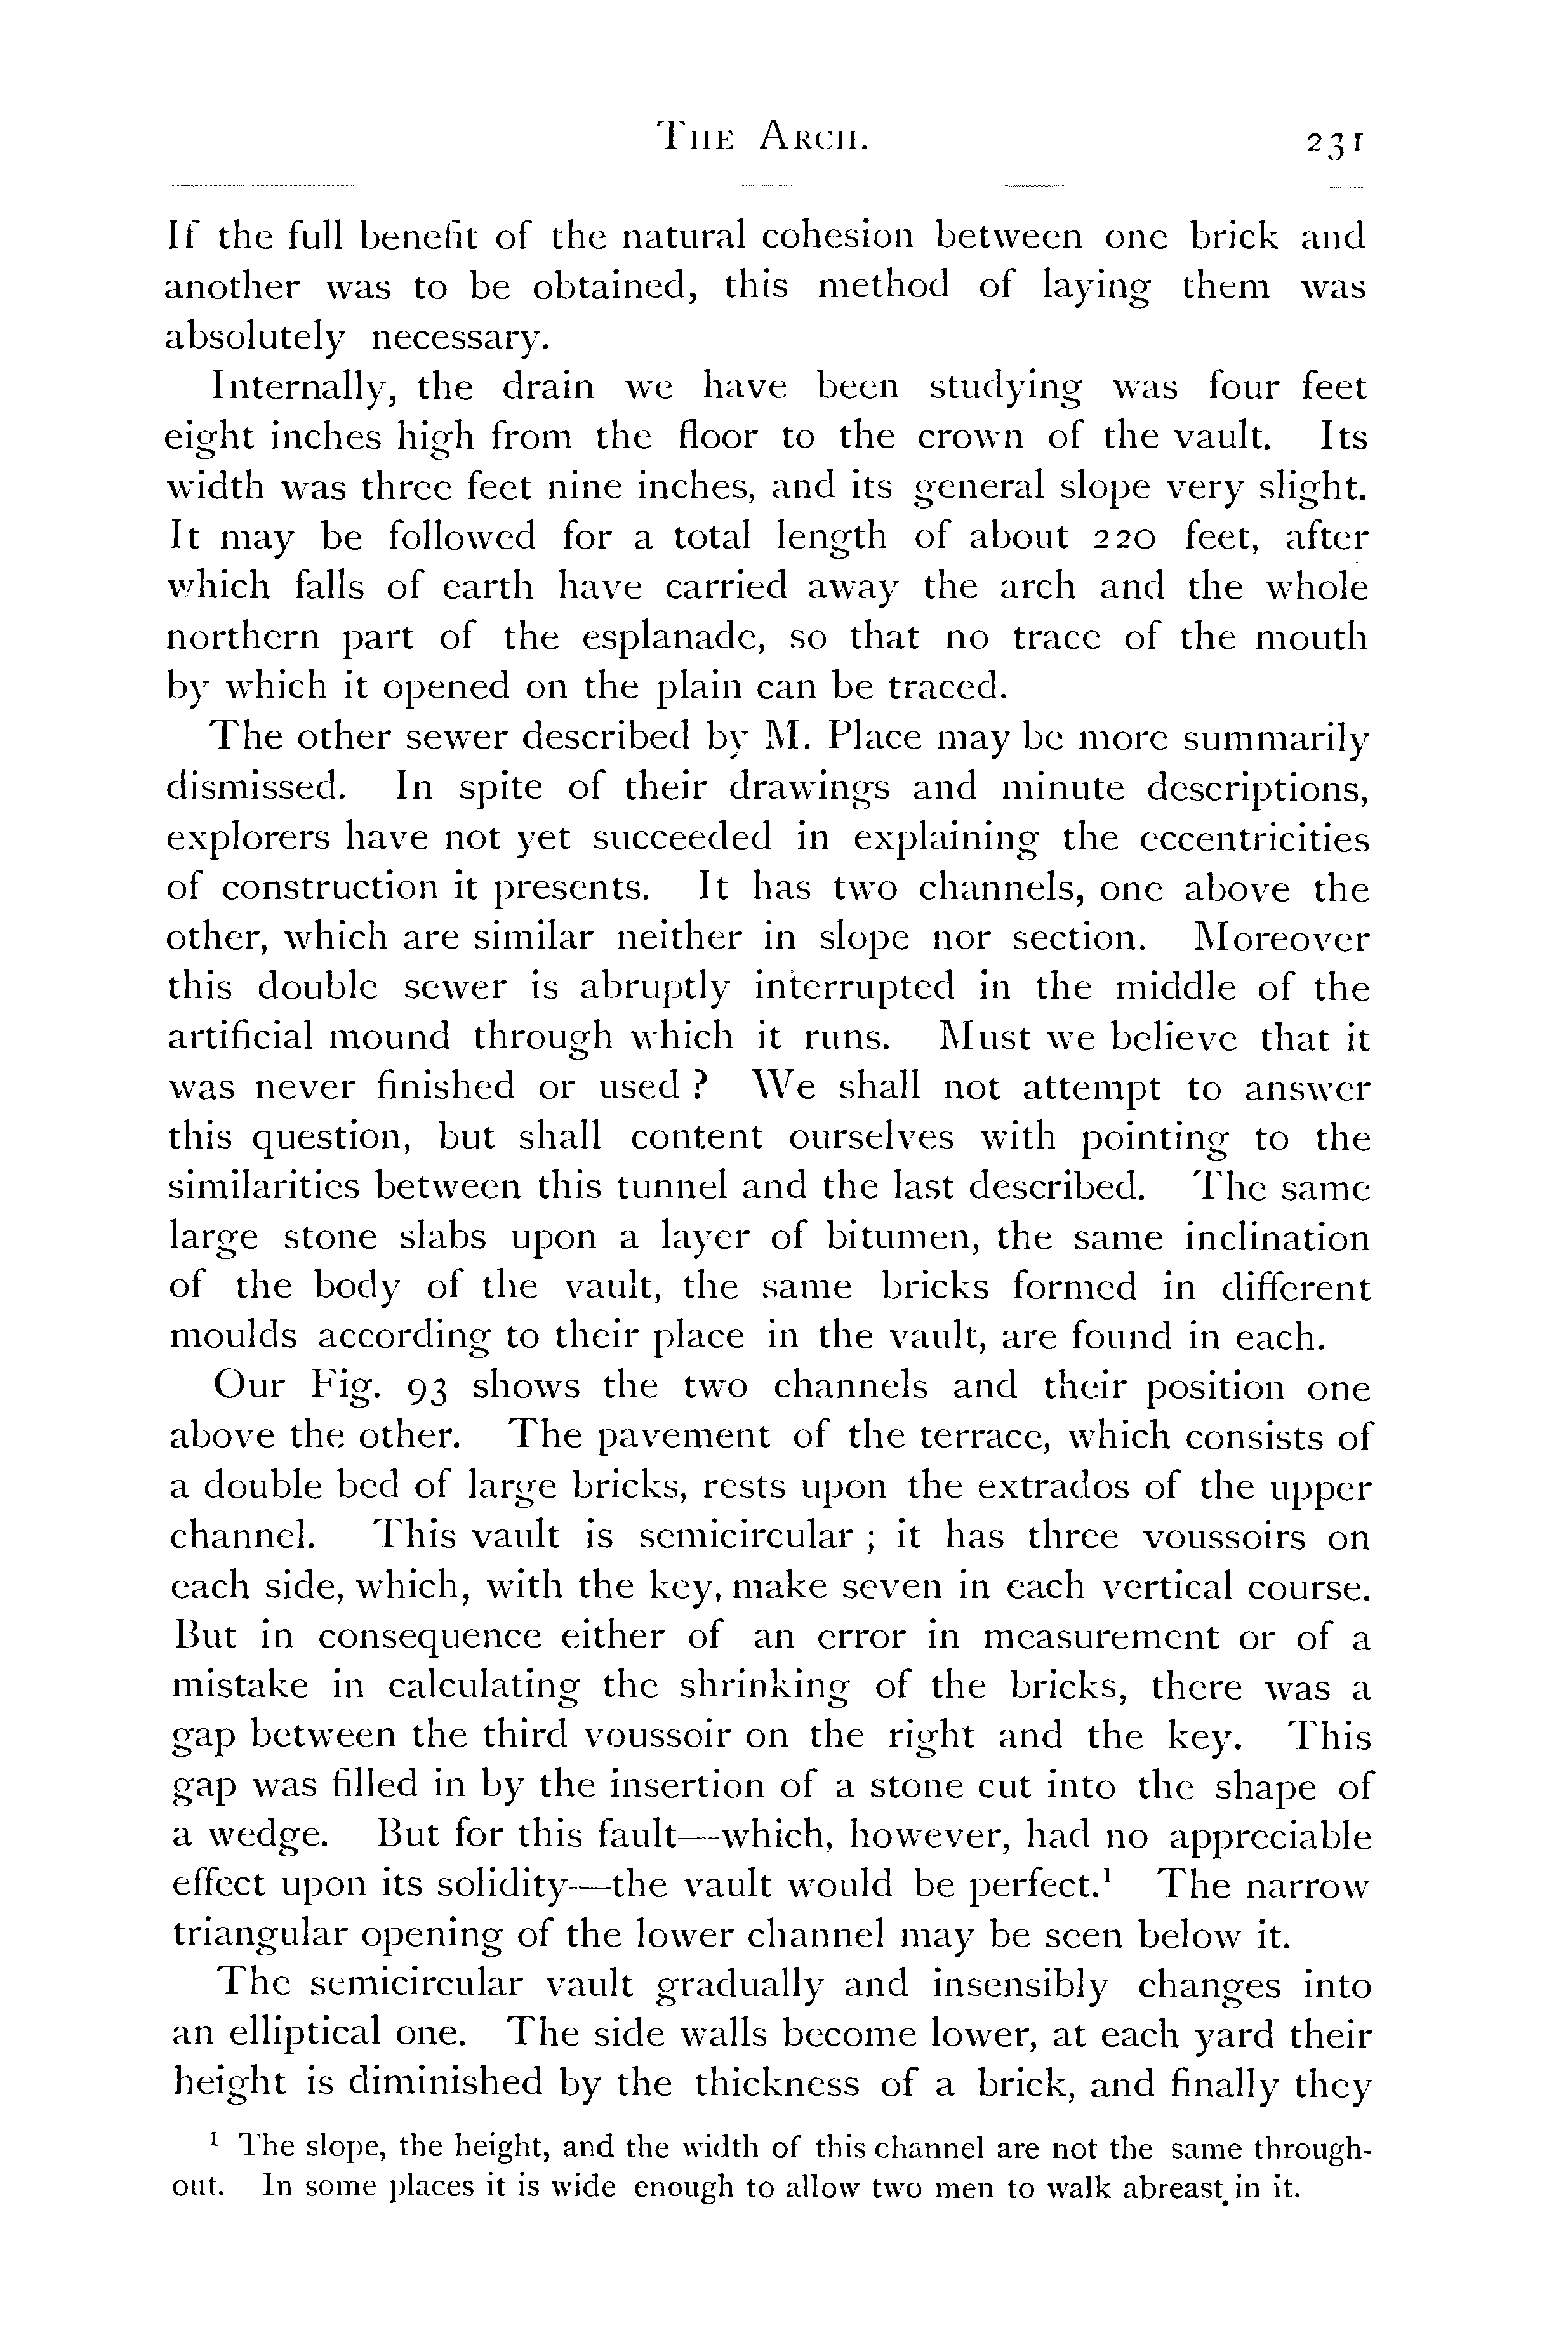 THE ARCH. 231
If the full benefit of the natural cohesion between one brick and
another was to be obtained, this method of laying them was
absolutely necessary.
Internally, the drain we have been studying was four feet
eight inches high from the floor to the crown of the vault. Its
width was three feet nine inches, and its general slope very slight.
It may be followed for a total length of about 220 feet, after
which falls of earth have carried away the arch and the whole
northern part of the esplanade, so that no trace of the mouth
by which it opened on the plain can be traced.
The other sewer described by M. Place may be more summarily
dismissed. In spite of their drawings and minute descriptions,
explorers have not yet succeeded in explaining the eccentricities
of construction it presents. It has two channels, one above the
other, which are similar neither in slope nor section. Moreover
this double sewer is abruptly interrupted in the middle of the
artificial mound through which it runs. Must we believe that it
was never finished or used ? We shall not attempt to answer
this question, but shall content ourselves with pointing to the
similarities between this tunnel and the last described. The same
large stone slabs upon a layer of bitumen, the same inclination
of the body of the vault, the same bricks formed in different
moulds according to their place in the vault, are found in each.
Our Fig. 93 shows the two channels and their position one
above the other. The pavement of the terrace, which consists of
a double bed of large bricks, rests upon the extrados of the upper
channel. This vault is semicircular ; it has three voussoirs on
each side, which, with the key, make seven in each vertical course.
But in consequence either of an error in measurement or of a
mistake in calculating the shrinking of the bricks, there was a
gap between the third voussoir on the right and the key. This
gap was filled in by the insertion of a stone cut into the shape of
a wedge. But for this fault—which, however, had no appreciable
effect upon its solidity—the vault would be perfect.¹ The narrow
triangular opening of the lower channel may be seen below it.
The semicircular vault gradually and insensibly changes into
an elliptical one. The side walls become lower, at each yard their
height is diminished by the thickness of a brick, and finally they
¹ The slope, the height, and the width of this channel are not the same through-
out. In some places it is wide enough to allow two men to walk abreast in it.